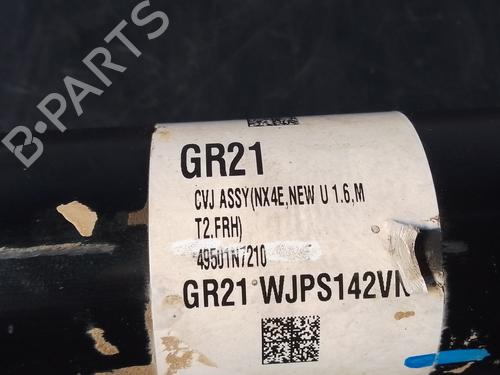 B-PARTS
GR21
CVJ ASSY(NX4E,NEW U 1.6,M
T2,FRH)
49501N7210
GR21 WJPS142VK